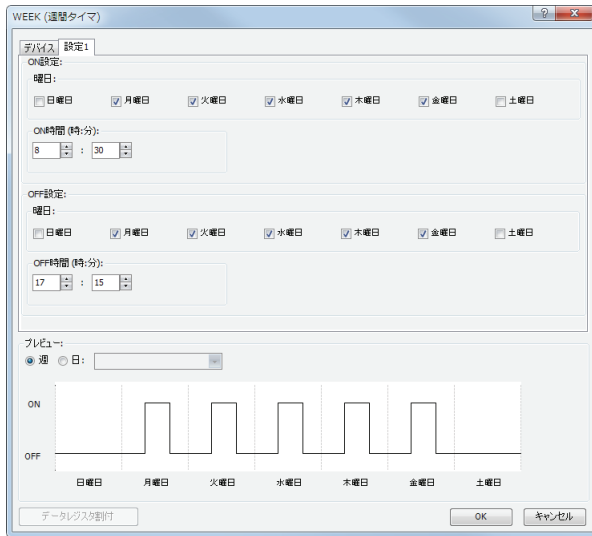 WEEK (週間タイマ)
デバイス 設定1
ON設定:
曜日:
日曜日 月曜日 火曜日 水曜日 木曜日 金曜日 土曜日
ON時間 (時:分):
8 : 30
OFF設定:
曜日:
日曜日 月曜日 火曜日 水曜日 木曜日 金曜日 土曜日
OFF時間 (時:分):
17 : 15
プレビュー:
週 日:
ON
OFF
日曜日 月曜日 火曜日 水曜日 木曜日 金曜日 土曜日
データレジスタ割付 OK キャンセル